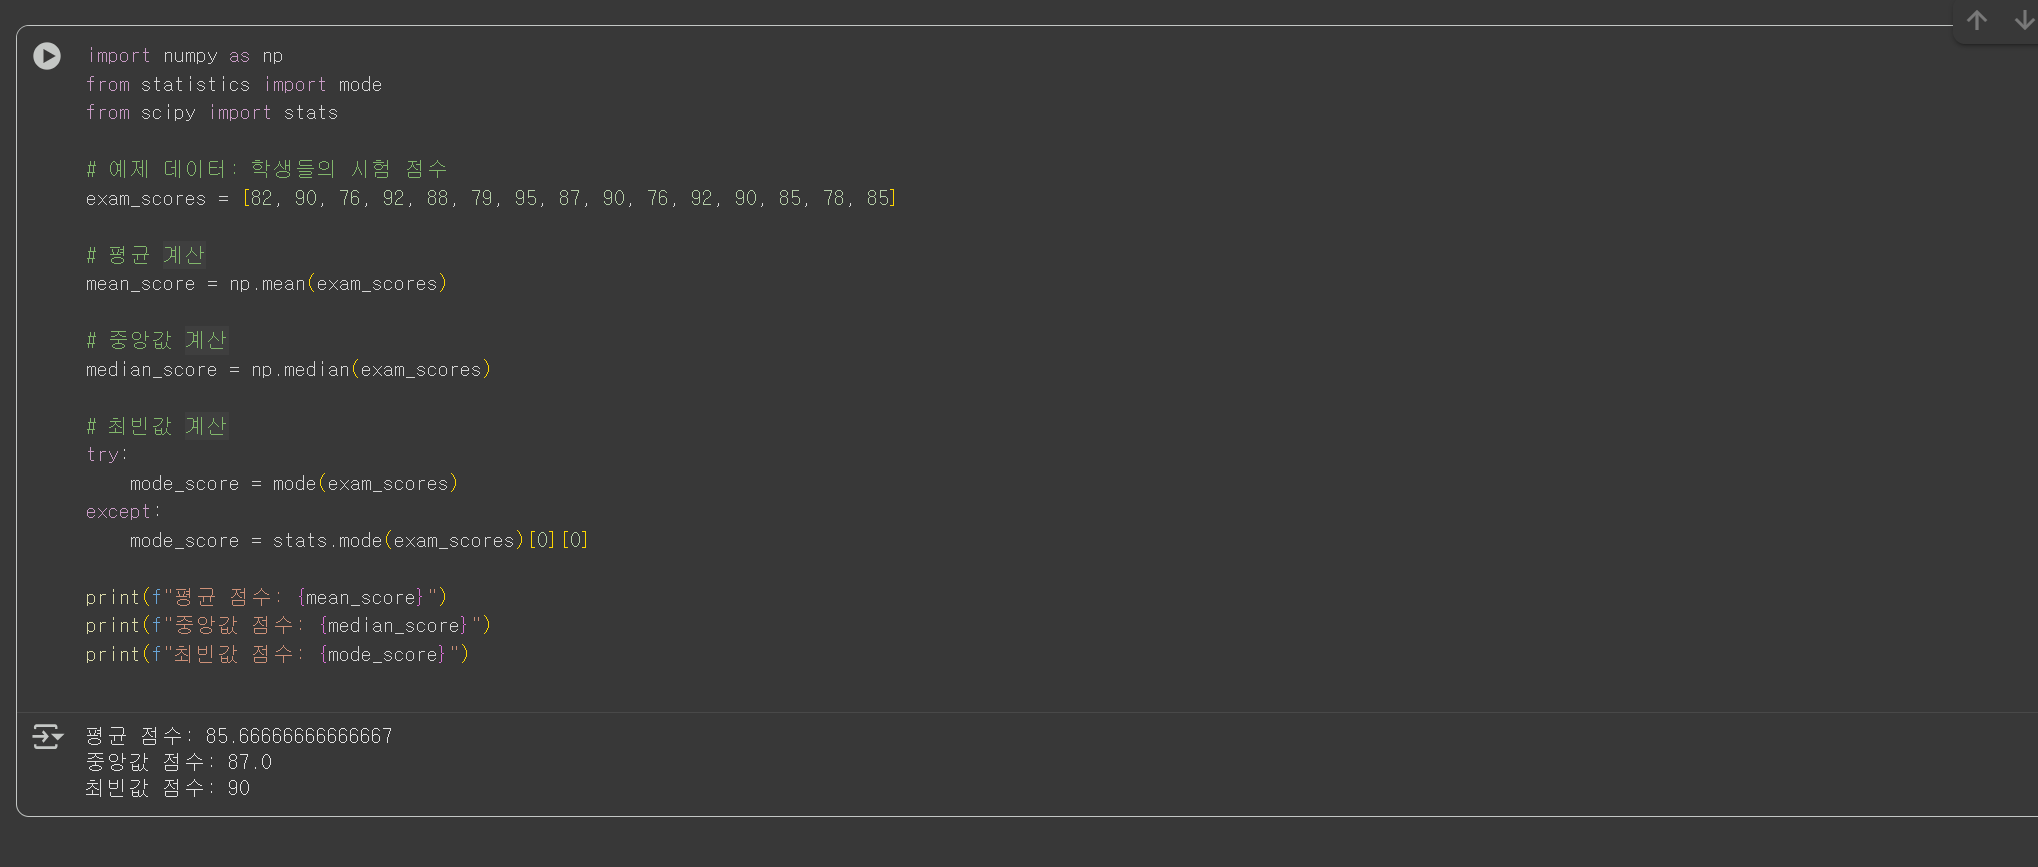 import numpy as np
from statistics import mode
from scipy import stats
# 예제 데이터: 학생들의 시험 점수
exam_scores = [82, 90, 76, 92, 88, 79, 95, 87, 90, 76, 92, 90, 85, 78, 85]
# 평균 계산
mean_score = np.mean(exam_scores)
# 중앙값 계산
median_score = np.median(exam_scores)
# 최빈값 계산
try:
    mode_score = mode(exam_scores)
except:
    mode_score = stats.mode(exam_scores)[0][0]
print(f"평균 점수: {mean_score}")
print(f"중앙값 점수: {median_score}")
print(f"최빈값 점수: {mode_score}")
평균 점수: 85.66666666666667
중앙값 점수: 87.0
최빈값 점수: 90